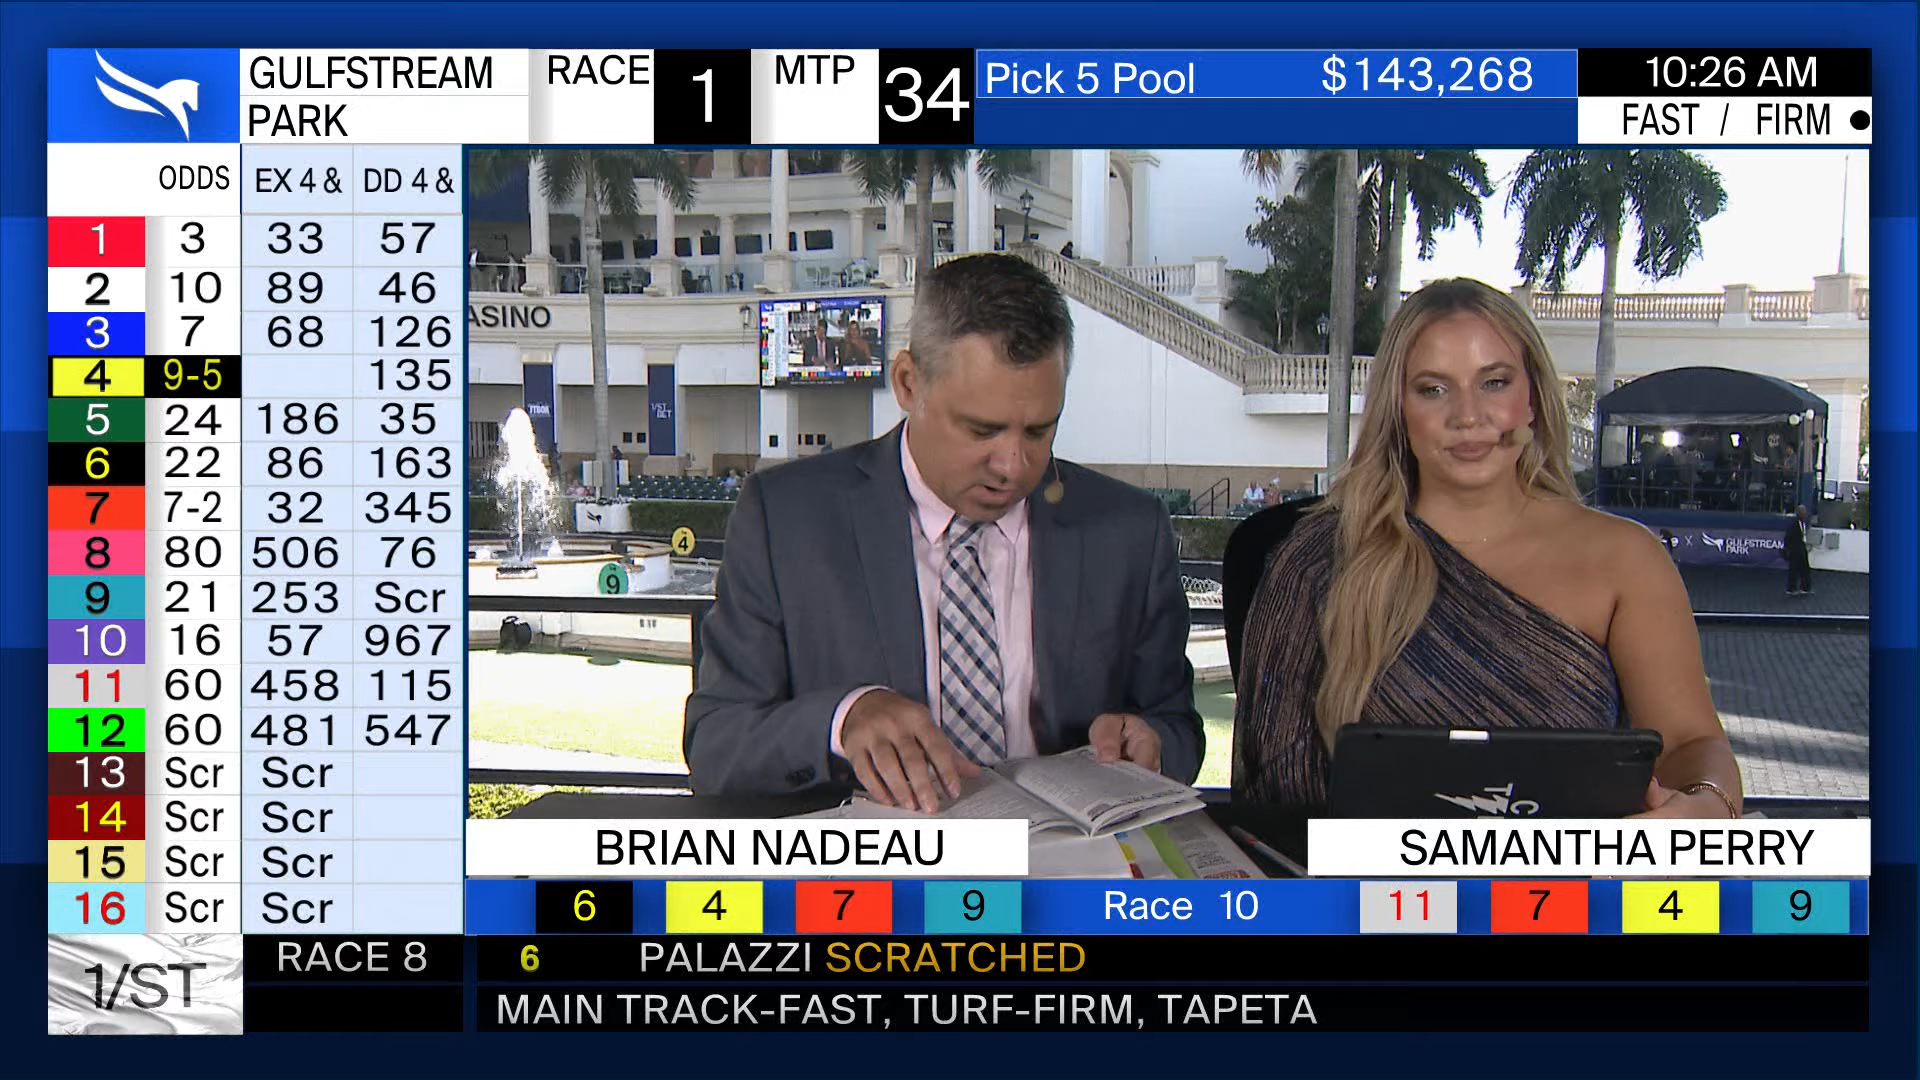 GULFSTREAM
PARK
RACE 1 MTP 34
Pick 5 Pool $143,268
10:26 AM
FAST / FIRM
ODDS EX 4 & DD 4 &
1 3 33 57
2 10 89 46
3 7 68 126
4 9-5 135
5 24 186 35
6 22 86 163
7 7-2 32 345
8 80 506 76
9 21 253 Scr
10 16 57 967
11 60 458 115
12 60 481 547
13 Scr Scr
14 Scr Scr
15 Scr Scr
16 Scr Scr
ASINO
4
9
GULFSTREAM
PARK
BRIAN NADEAU
SAMANTHA PERRY
6 4 7 9 Race 10 11 7 4 9
1/ST
RACE 8
6 PALAZZI SCRATCHED
MAIN TRACK-FAST, TURF-FIRM, TAPETA